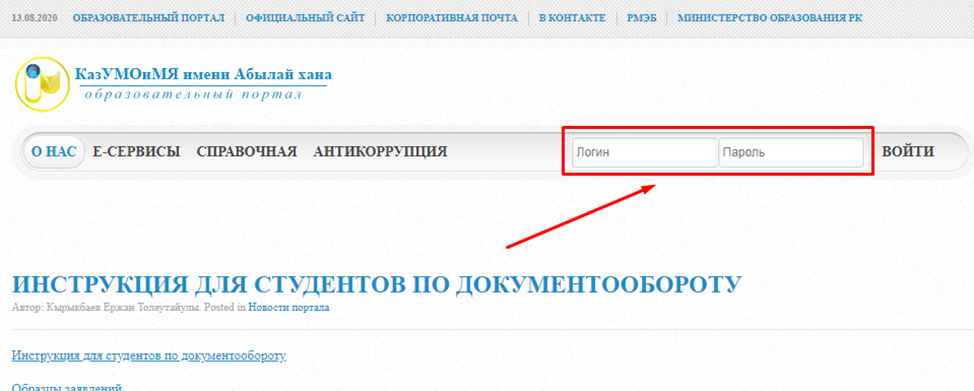 13.08.2020 ОБРАЗОВАТЕЛЬНЫЙ ПОРТАЛ ОФИЦИАЛЬНЫЙ САЙТ КОРПОРАТИВНАЯ ПОЧТА В КОНТАКТЕ РМЭБ МИНИСТЕРСТВО ОБРАЗОВАНИЯ РК
КазУМОиМЯ имени Абылай хана
образовательный портал
О НАС Е-СЕРВИСЫ СПРАВОЧНАЯ АНТИКОРРУПЦИЯ Логин Пароль ВОЙТИ
ИНСТРУКЦИЯ ДЛЯ СТУДЕНТОВ ПО ДОКУМЕНТООБОРОТУ
Автор: Кырыкбаев Ержан Толеутайулы. Posted in Новости портала
Инструкция для студентов по документообороту
Образцы заявлений